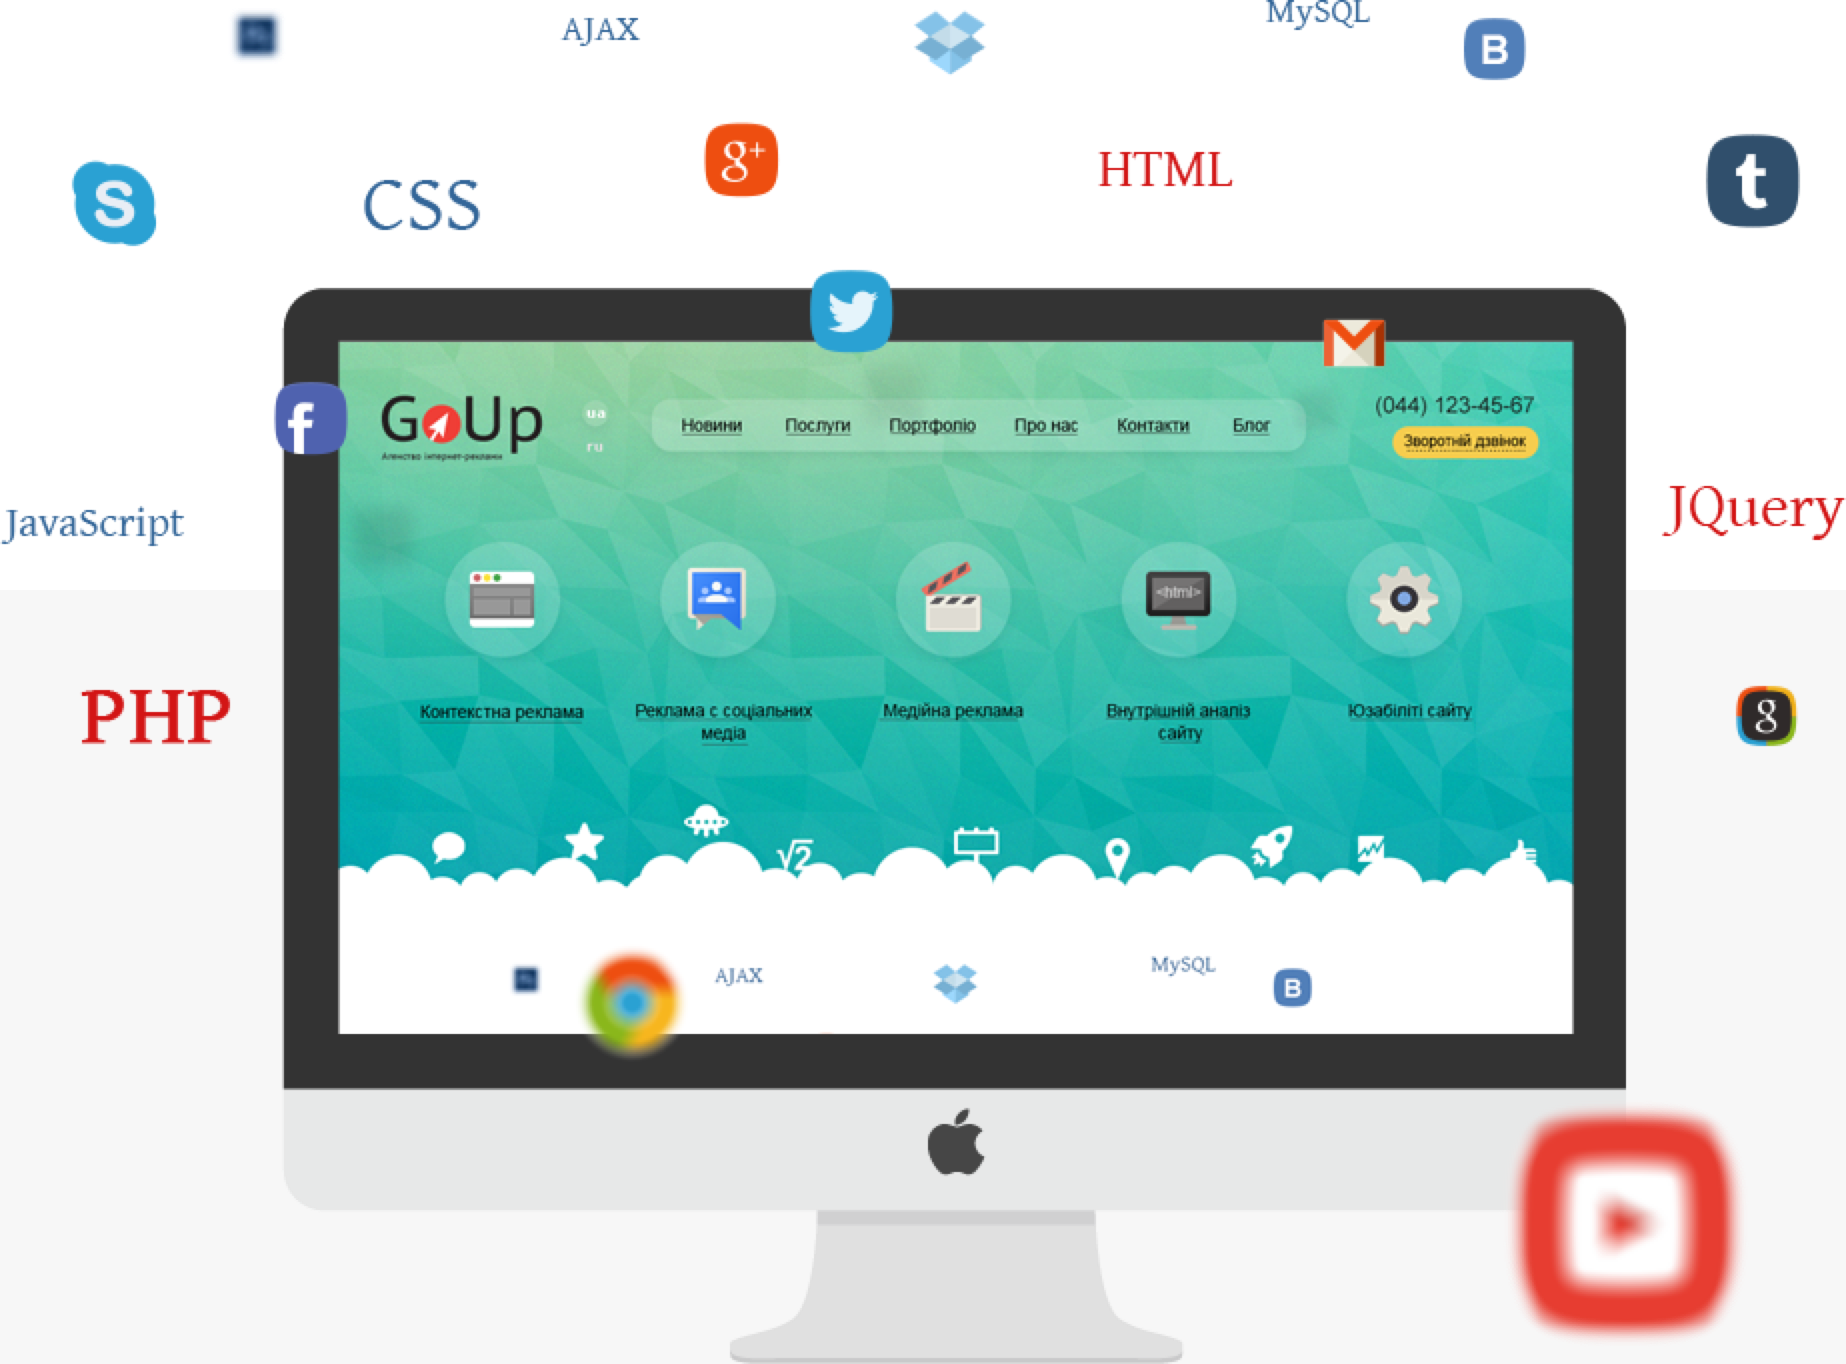 AJAX
MySQL
B
CSS
g+
HTML
t
S
f
GoUp
Агенство інтернет-реклами
ua
ru
Новини
Послуги
Портфоліо
Про нас
Контакти
Блог
(044) 123-45-67
Зворотній дзвінок
JavaScript
JQuery
<html>
PHP
Контекстна реклама
Реклама с соціальних
медіа
Медійна реклама
Внутрішній аналіз
сайту
Юзабіліті сайту
g
√2
AJAX
MySQL
B